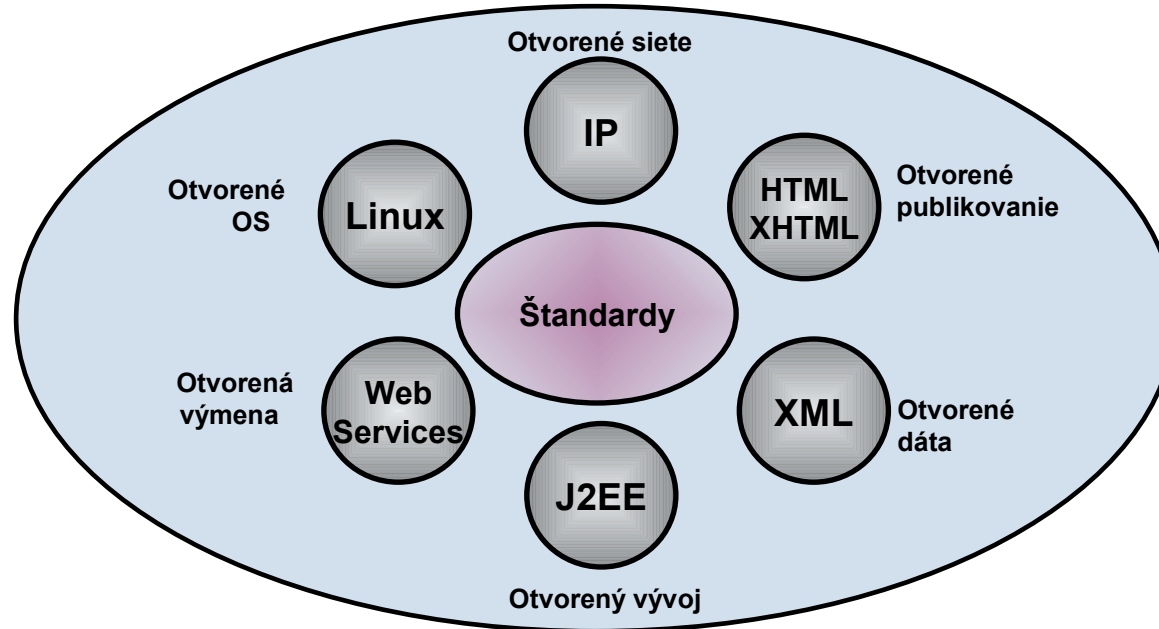 Otvorené siete
IP
Otvorené
OS
Linux
HTML
XHTML
Otvorené
publikovanie
Štandardy
Otvorená
výmena
Web
Services
XML
Otvorené
dáta
J2EE
Otvorený vývoj